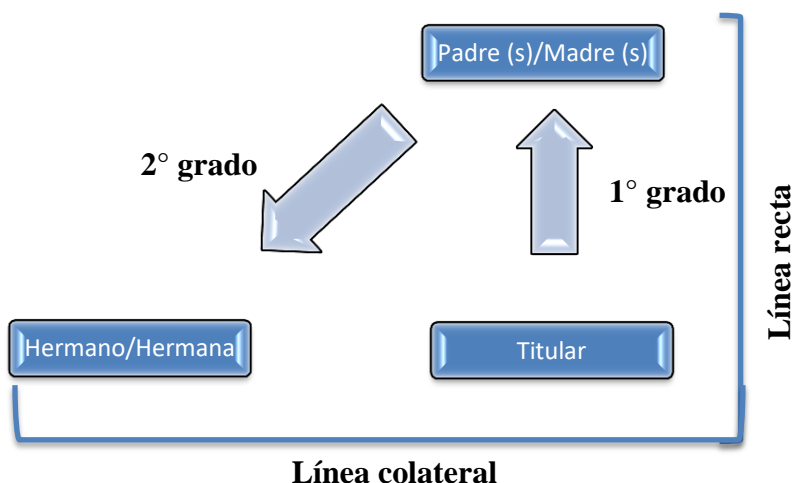 Padre (s)/Madre (s)
2° grado
1° grado
Línea recta
Hermano/Hermana
Titular
Línea colateral